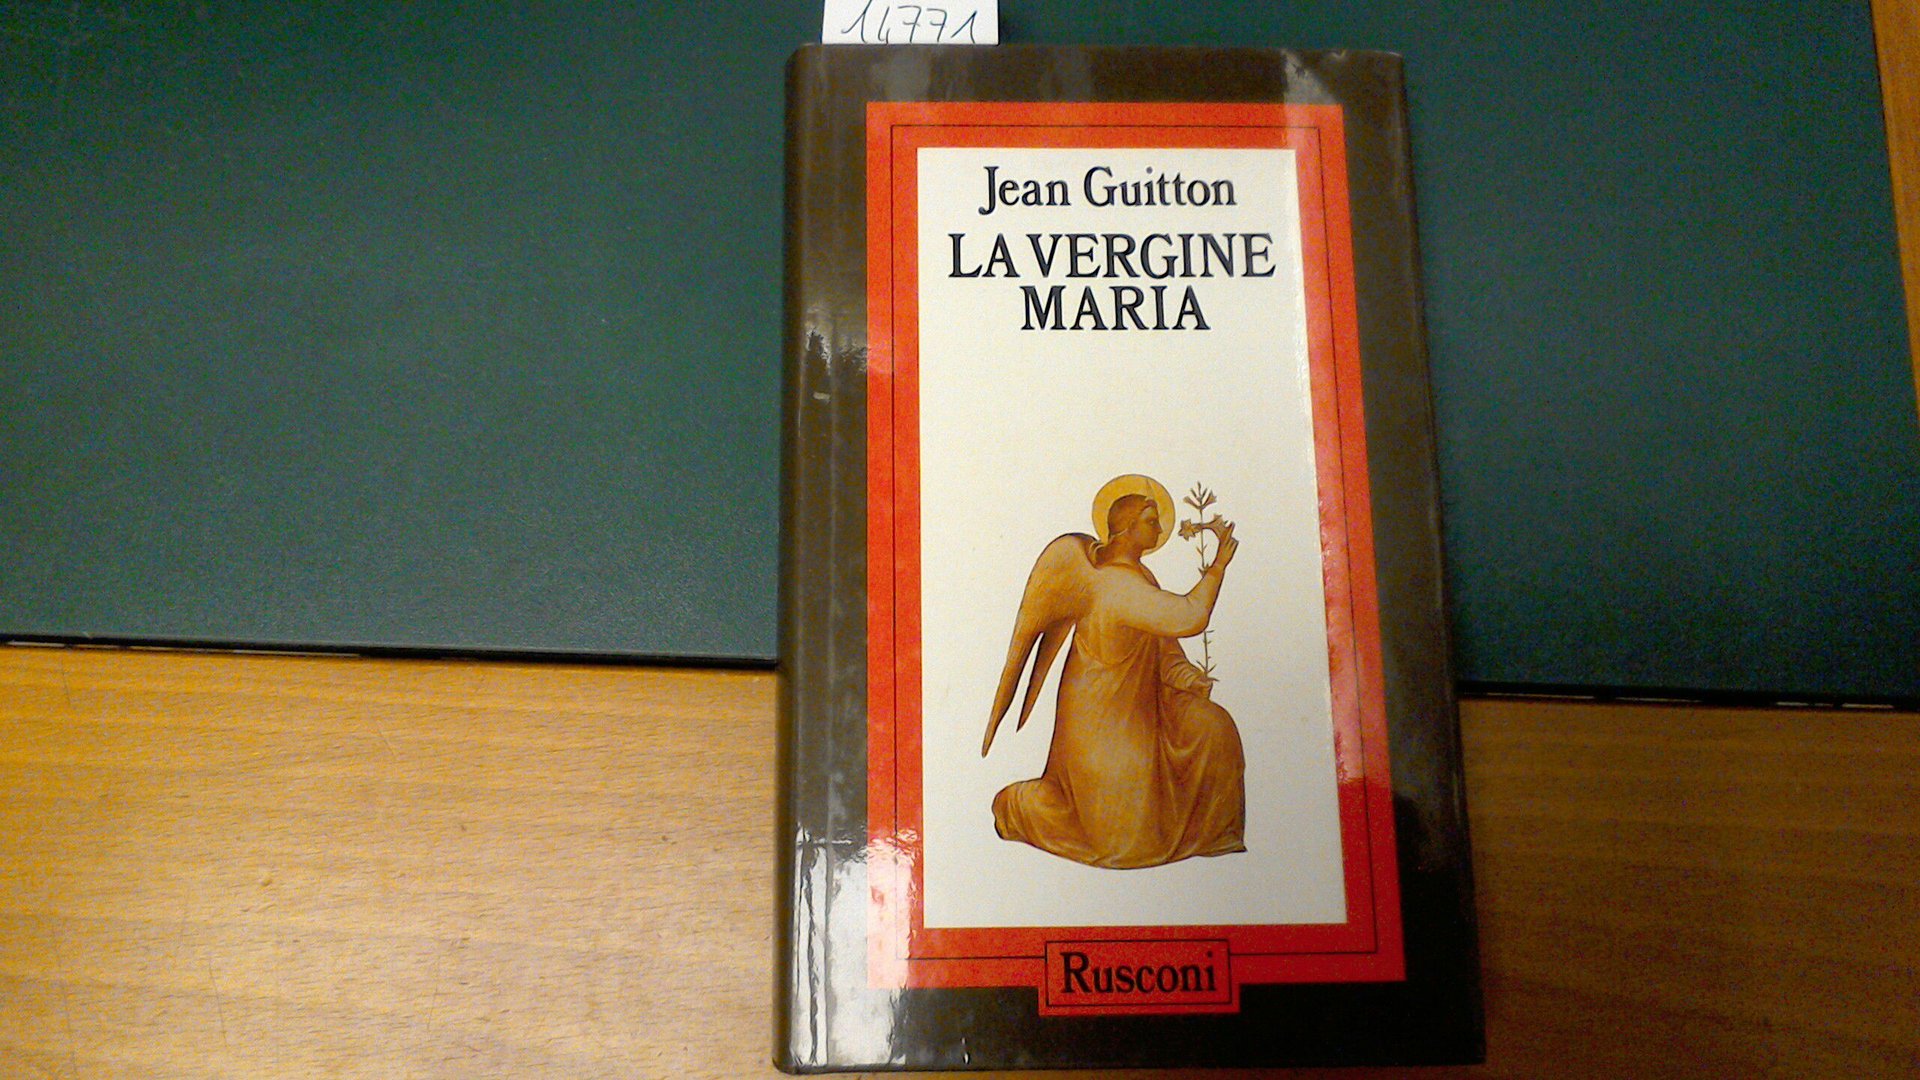 14771
Jean Guitton
LA VERGINE
MARIA
Rusconi